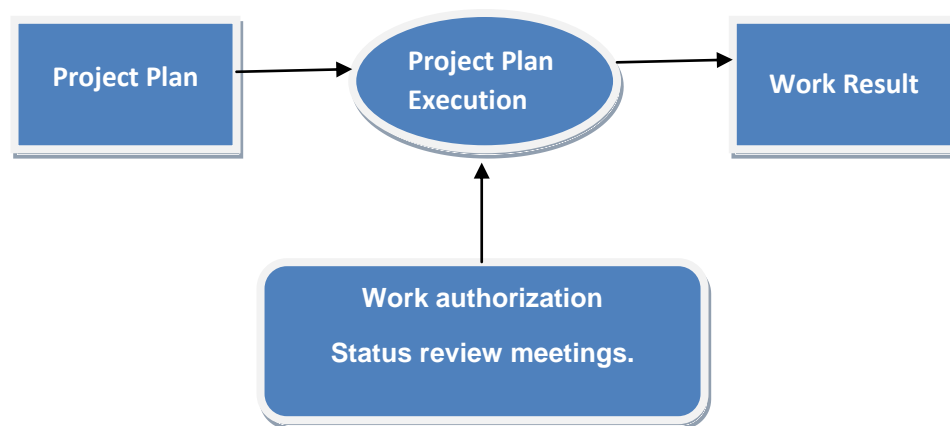 Project Plan
Project Plan
Execution
Work Result
Work authorization
Status review meetings.